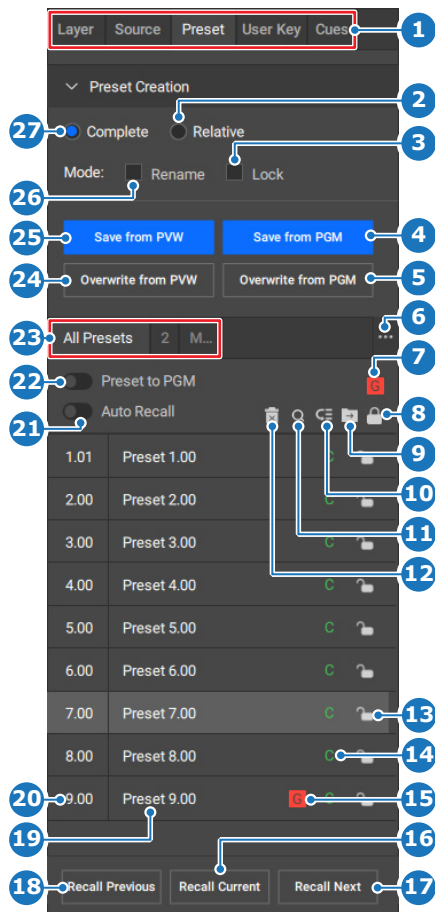 Layer Source Preset User Key Cues 1
Preset Creation
2
27 Complete Relative
3
Mode: Rename Lock
26
25 Save from PVW Save from PGM 4
24 Overwrite from PVW Overwrite from PGM 5
6
23 All Presets 2 M... ...
7
22 Preset to PGM G
21 Auto Recall 8
9
1.01 Preset 1.00 C
10
2.00 Preset 2.00 C
11
3.00 Preset 3.00 C
12
4.00 Preset 4.00 C
5.00 Preset 5.00 C
6.00 Preset 6.00 C
7.00 Preset 7.00 C 13
8.00 Preset 8.00 C 14
20 9.00 Preset 9.00 G C 15
19 16
18 Recall Previous Recall Current Recall Next 17